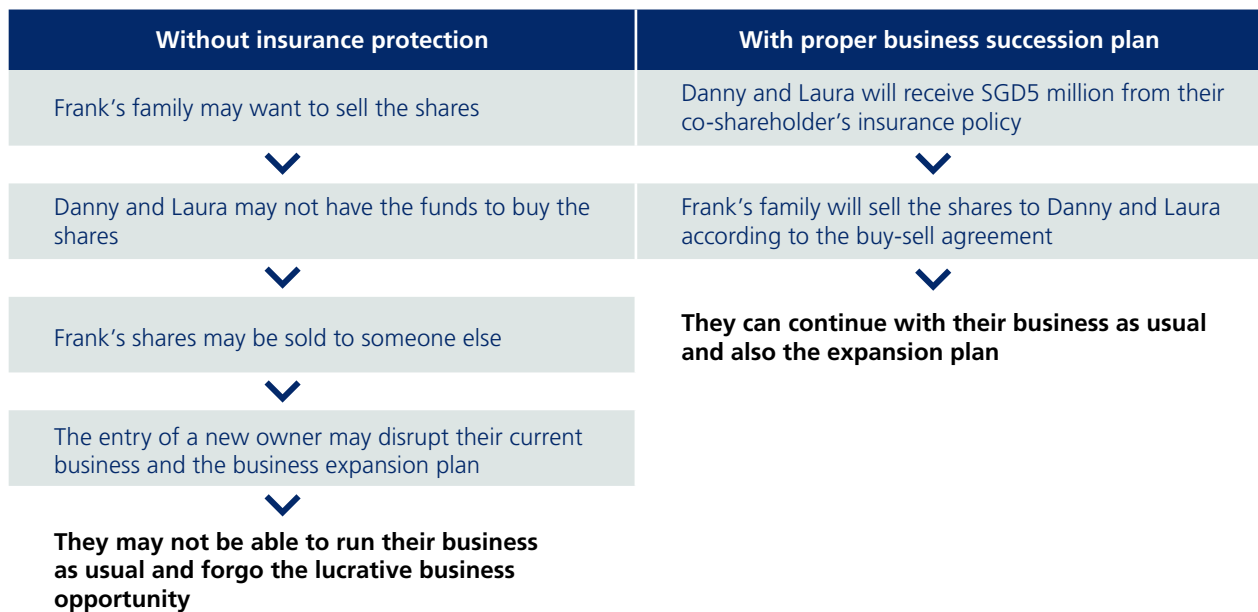 Without insurance protection
Frank’s family may want to sell the shares
Danny and Laura may not have the funds to buy the
shares
Frank’s shares may be sold to someone else
The entry of a new owner may disrupt their current
business and the business expansion plan
They may not be able to run their business
as usual and forgo the lucrative business
opportunity
With proper business succession plan
Danny and Laura will receive SGD5 million from their
co-shareholder’s insurance policy
Frank’s family will sell the shares to Danny and Laura
according to the buy-sell agreement
They can continue with their business as usual
and also the expansion plan